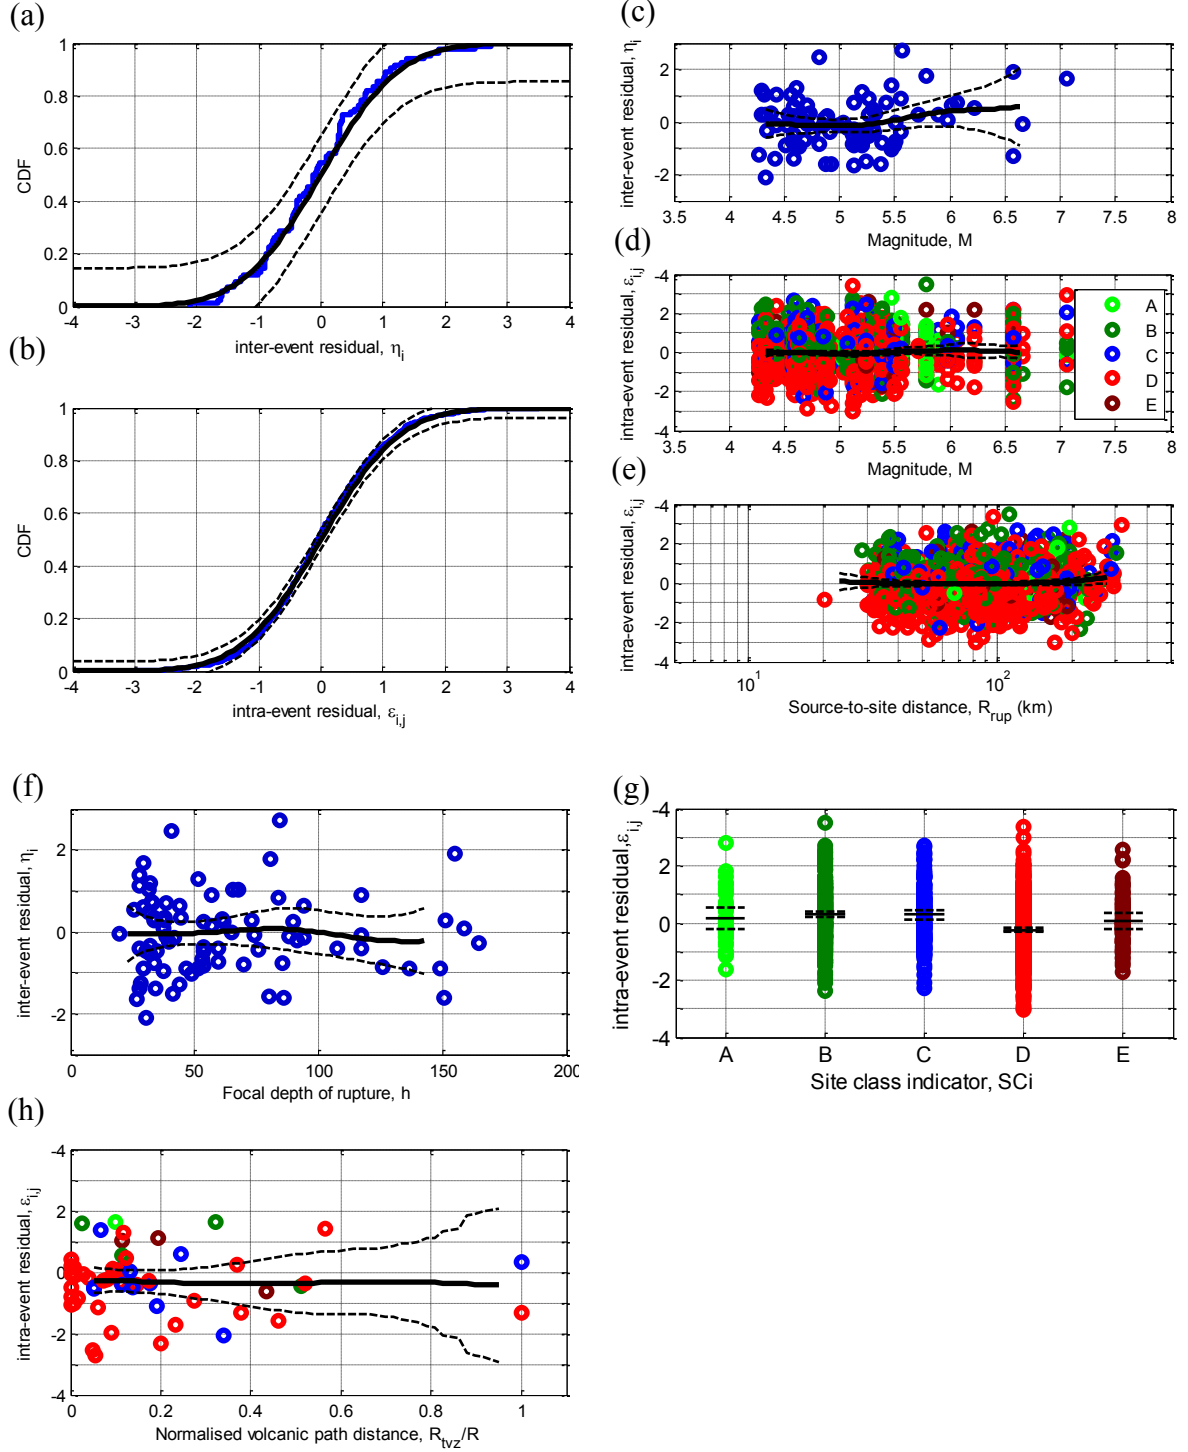 (a)
1
0.8
0.6
0.4
0.2
0
CDF
-4 -3 -2 -1 0 1 2 3 4
inter-event residual, ηi
(b)
1
0.8
0.6
0.4
0.2
0
CDF
-4 -3 -2 -1 0 1 2 3 4
intra-event residual, εi,j
(c)
2
0
-2
inter-event residual, ηi
3.5 4 4.5 5 5.5 6 6.5 7 7.5 8
Magnitude, M
(d)
-4
2
0
-2
-4
intra-event residual, εi,j
A
B
C
D
E
3.5 4 4.5 5 5.5 6 6.5 7 7.5 8
Magnitude, M
(e)
-4
2
0
-2
-4
intra-event residual, εi,j
10^1 10^2
Source-to-site distance, Rrup (km)
(f)
2
0
-2
inter-event residual, ηi
0 50 100 150 200
Focal depth of rupture, h
(g)
-4
2
0
-2
-4
intra-event residual,εi,j
A B C D E
Site class indicator, SCi
(h)
-4
2
0
-2
-4
intra-event residual, εi,j
0 0.2 0.4 0.6 0.8 1
Normalised volcanic path distance, Rtvz/R